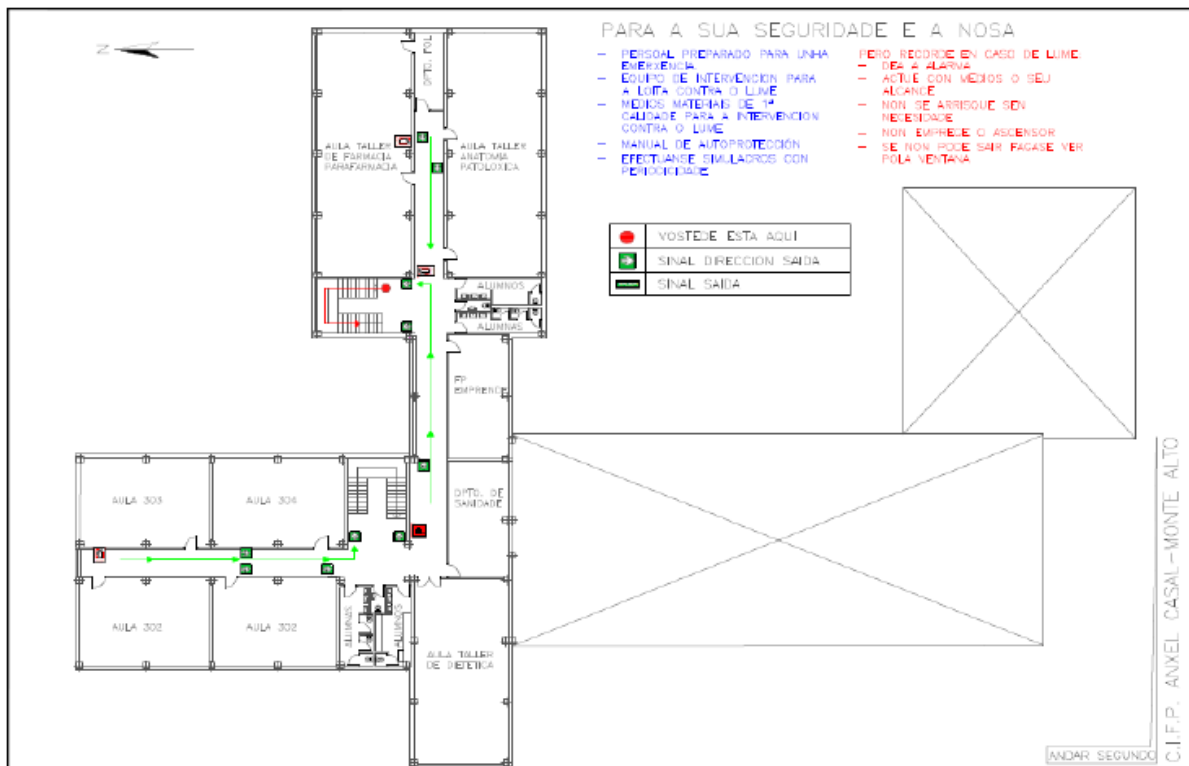 PARA A SUA SEGURIDADE E A NOSA
– PERSOAL PREPARADO PARA UNHA
EMERXENCIA.
– EQUIPO DE INTERVENCION PARA
A LOITA CONTRA O LUME
– MEDIOS MATERIAIS DE 1ª
CALIDADE PARA A INTERVENCION
CONTRA O LUME
– MANUAL DE AUTOPROTECCIÓN
– EFECTUANSE SIMULACROS CON
PERIODICIDADE
PERO RECORDE EN CASO DE LUME:
– DEA A ALARMA
– ACTUE CON MEDIOS O SEU
ALCANCE
– NON SE ARRISQUE SEN
NECESIDADE
– NON EMPREGE O ASCENSOR
– SE NON PODE SAIR FAGASE VER
POLA VENTANA
N
DPTO. FOL
AULA TALLER
DE FARMACIA
PARAFARMACIA
AULA TALLER
ANATOMIA
PATOLOXICA
VOSTEDE ESTA AQUI
SINAL DIRECCION SAIDA
SINAL SAIDA
ALUMNOS
ALUMNAS
FP
EMPRENDE
AULA 303
AULA 304
DPTO. DE
SANIDADE
AULA 302
AULA 302
ALUMNAS
ALUMNOS
AULA TALLER
DE DIETETICA
ANDAR SEGUNDO
C.I.F.P. ANXEL CASAL-MONTE ALTO